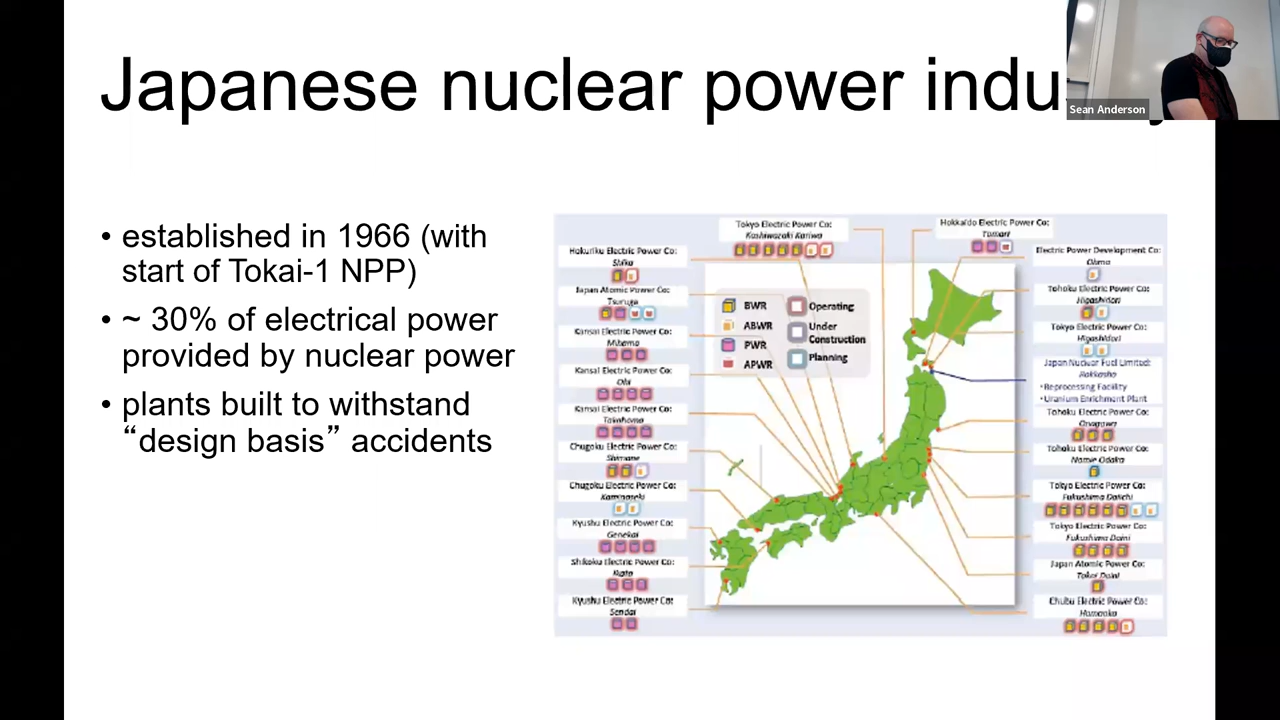 Japanese nuclear power indu
Sean Anderson
• established in 1966 (with
start of Tokai-1 NPP)
• ~ 30% of electrical power
provided by nuclear power
• plants built to withstand
“design basis” accidents
Tokyo Electric Power Co:
Kashiwazaki Kariwa
Hokkaido Electric Power Co:
Tomari
Hokuriku Electric Power Co:
Shika
Japan Atomic Power Co:
Tsuruga
Kansai Electric Power Co:
Mihama
Kansai Electric Power Co:
Ohi
Kansai Electric Power Co:
Takahama
Chugoku Electric Power Co:
Shimane
Chugoku Electric Power Co:
Kaminoseki
Kyushu Electric Power Co:
Genekai
Shikoku Electric Power Co:
Ikata
Kyushu Electric Power Co:
Sendai
BWR
ABWR
PWR
APWR
Operating
Under
Construction
Planning
Electric Power Development Co:
Ohma
Tohoku Electric Power Co:
Higashidori
Tokyo Electric Power Co:
Higashidori
Japan Nuclear Fuel Limited:
Rokkasho
•Reprocessing Facility
•Uranium Enrichment Plant
Tohoku Electric Power Co:
Onagawa
Tohoku Electric Power Co:
Namie Odaka
Tokyo Electric Power Co:
Fukushima Daiichi
Tokyo Electric Power Co:
Fukushima Daini
Japan Atomic Power Co:
Tokai Daini
Chubu Electric Power Co:
Hamaoka